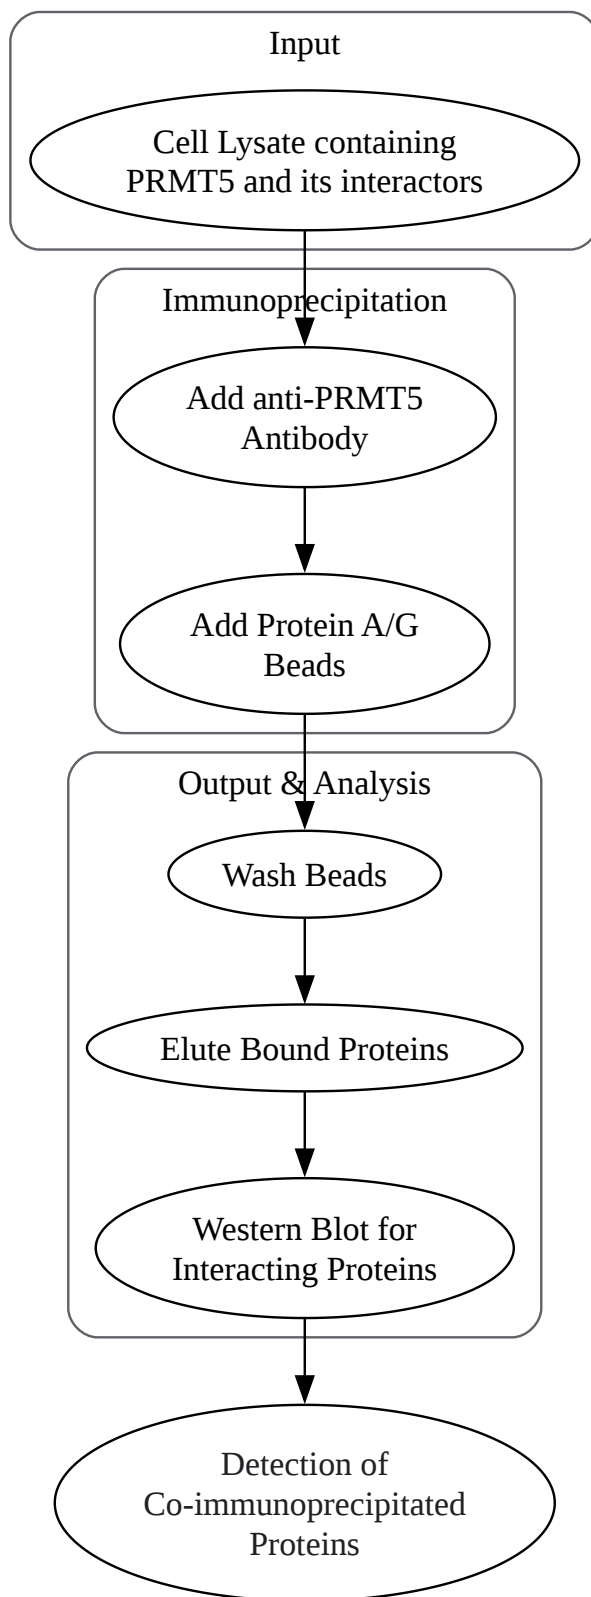 Input
Cell Lysate containing
PRMT5 and its interactors
Immunoprecipitation
Add anti-PRMT5
Antibody
Add Protein A/G
Beads
Output & Analysis
Wash Beads
Elute Bound Proteins
Western Blot for
Interacting Proteins
Detection of
Co-immunoprecipitated
Proteins